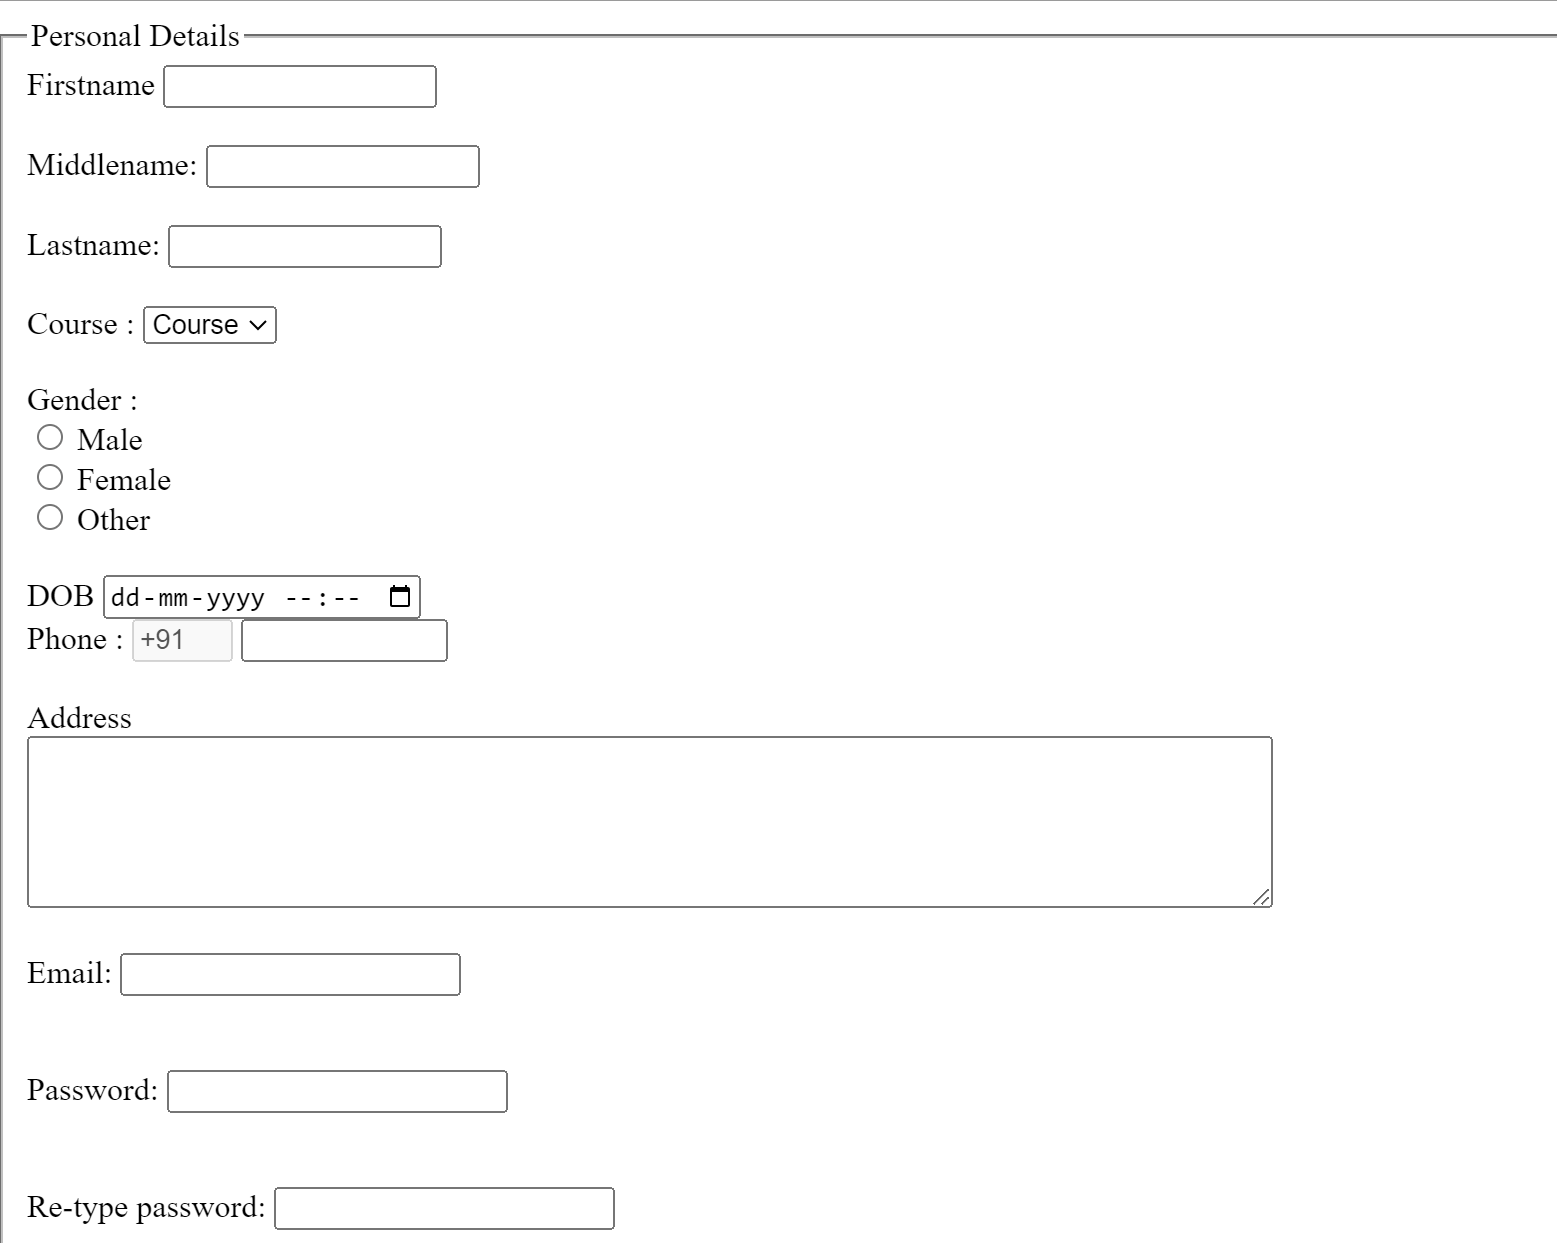 Personal Details
Firstname
Middlename:
Lastname:
Course : Course
Gender :
Male
Female
Other
DOB dd-mm-yyyy --:--
Phone : +91
Address
Email:
Password:
Re-type password: